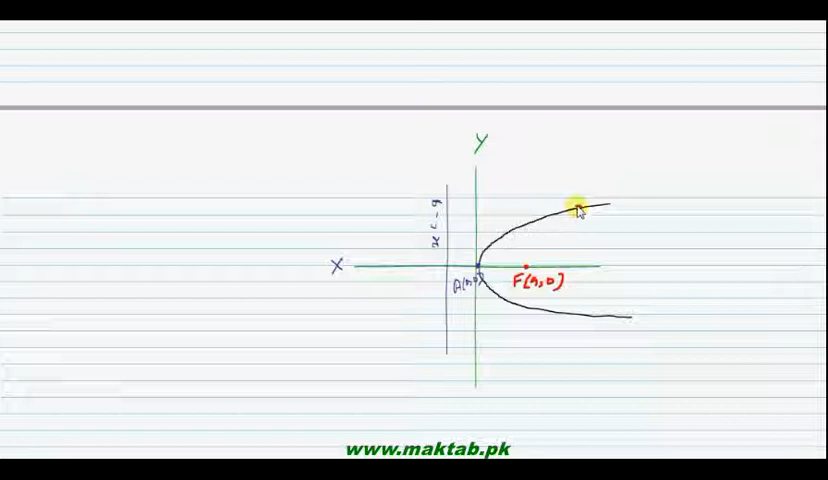 Y
x = -a
X
A(0,0)
F(a,0)
www.maktab.pk